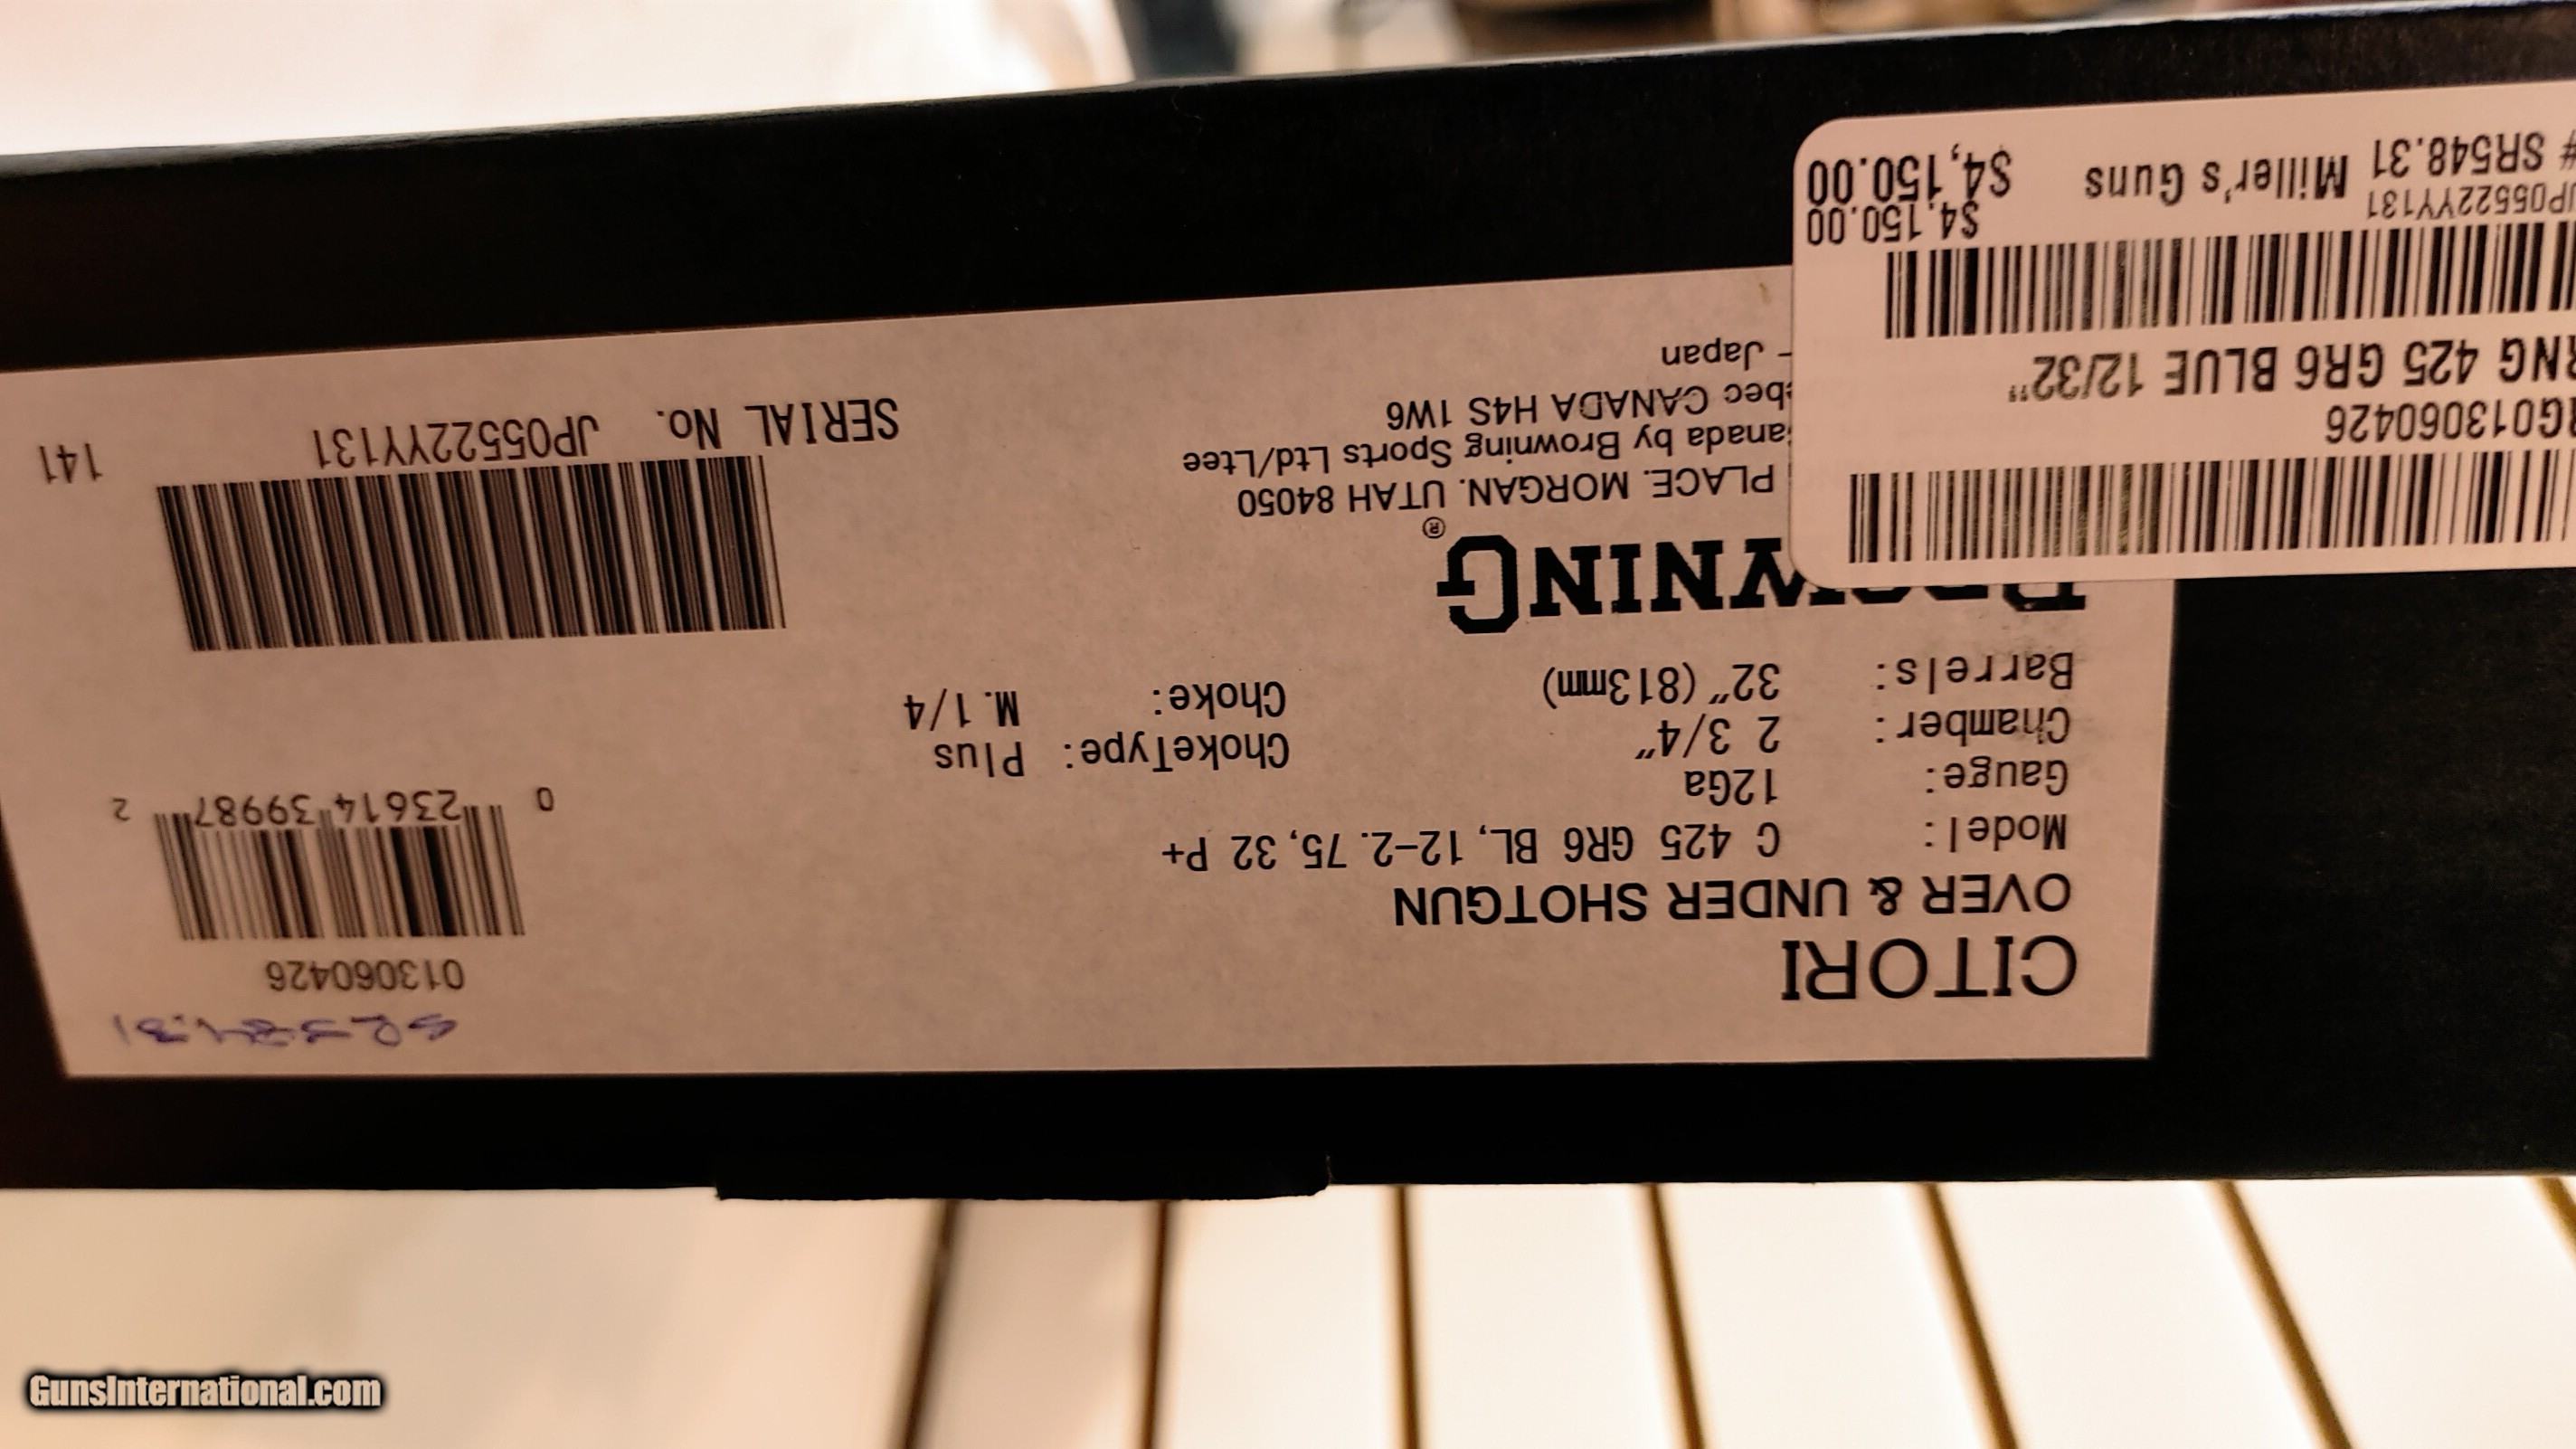 CITORI
OVER & UNDER SHOTGUN
Model: C 425 GR6 BL, 12-2.75, 32 P+
Gauge: 12Ga
Chamber: 2 3/4" ChokeType: Plus
Barrels: 32" (813mm) Choke: M.1/4
BROWNING®
PLACE. MORGAN. UTAH 84050
anada by Browning Sports Ltd/Ltee
ebec CANADA H4S 1W6
- Japan
013060426
0 23614 39987 2
SERIAL No. JP05522YY131
141
G013060426
RNG 425 GR6 BLUE 12/32"
JP05522YY131 $4,150.00
# SR548.31 Miller's Guns $4,150.00
GunsInternational.com